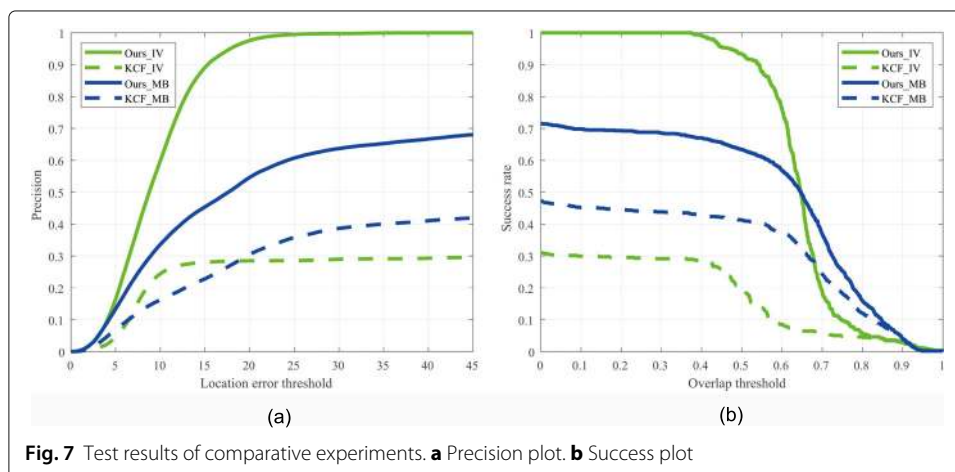 1
0.9
0.8
0.7
0.6
0.5
0.4
0.3
0.2
0.1
0
Precision
Ours_IV
KCF_IV
Ours_MB
KCF_MB
0 5 10 15 20 25 30 35 40 45
Location error threshold
(a)
1
0.9
0.8
0.7
0.6
0.5
0.4
0.3
0.2
0.1
0
Success rate
Ours_IV
KCF_IV
Ours_MB
KCF_MB
0 0.1 0.2 0.3 0.4 0.5 0.6 0.7 0.8 0.9 1
Overlap threshold
(b)
Fig. 7 Test results of comparative experiments. a Precision plot. b Success plot